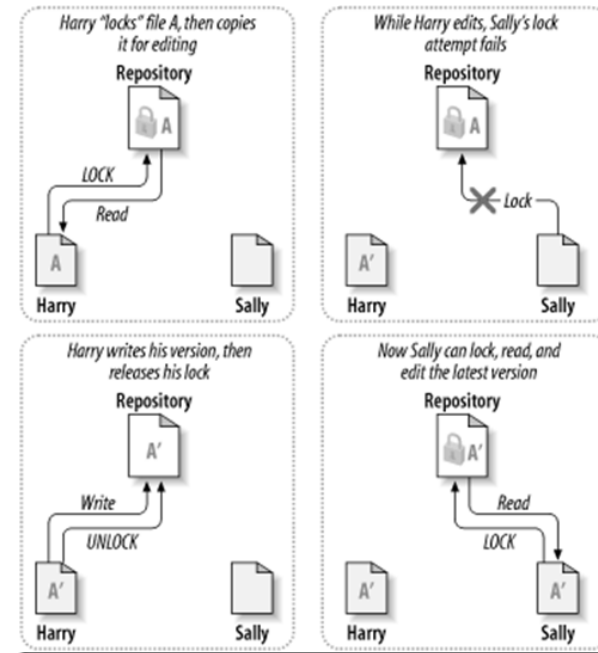 Harry "locks" file A, then copies
it for editing
Repository
A
LOCK
Read
A
Harry
Sally
While Harry edits, Sally's lock
attempt fails
Repository
A
Lock
A’
Harry
Sally
Harry writes his version, then
releases his lock
Repository
A’
Write
UNLOCK
A’
Harry
Sally
Now Sally can lock, read, and
edit the latest version
Repository
A’
Read
LOCK
A’
A’
Harry
Sally